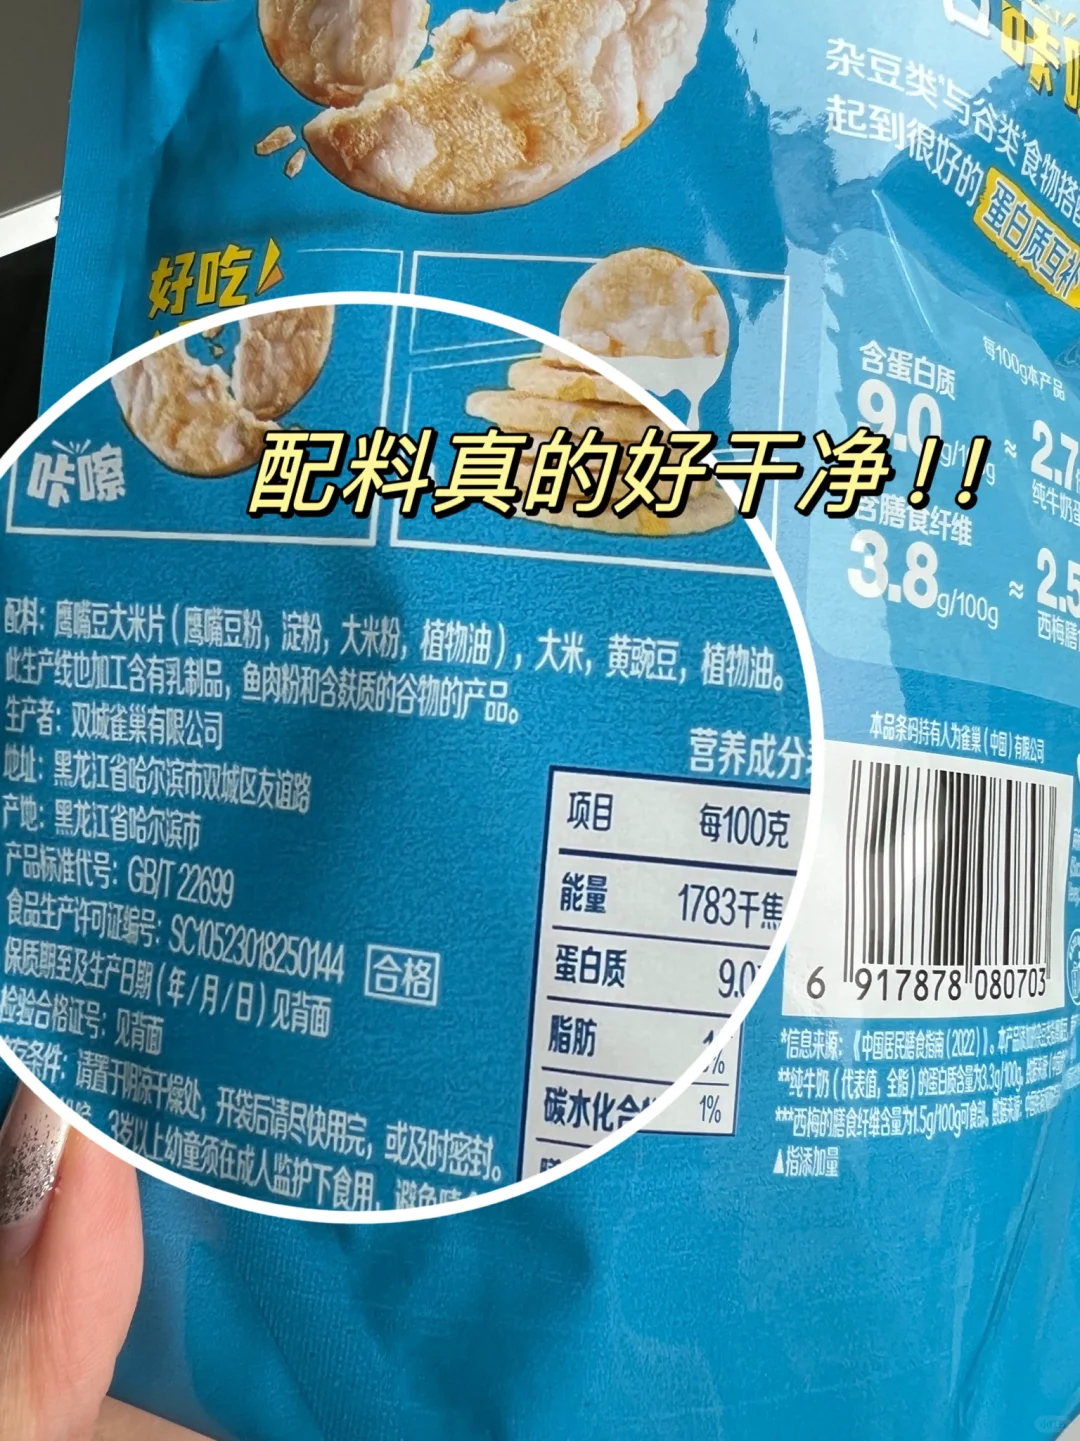 杂豆类*与谷类*食物搭
起到很好的蛋白质互补
好吃!
每100g本产品
含蛋白质
9.0g/100g ≈ 2.7
纯牛奶蛋
配料真的好干净!!
咔嚓
含膳食纤维
3.8g/100g ≈ 2.5
西梅膳
配料：鹰嘴豆大米片（鹰嘴豆粉，淀粉，大米粉，植物油），大米，黄豌豆，植物油。
此生产线也加工含有乳制品，鱼肉粉和含麸质的谷物的产品。
生产者：双城雀巢有限公司
地址：黑龙江省哈尔滨市双城区友谊路
产地：黑龙江省哈尔滨市
产品标准代号：GB/T 22699
食品生产许可证编号：SC10523018250144 合格
保质期至及生产日期（年/月/日）见背面
检验合格证号：见背面
存条件：请置于阴凉干燥处，开袋后请尽快用完，或及时密封。
3岁以上幼童须在成人监护下食用，避免
营养成分
项目 每100克
能量 1783千焦
蛋白质 9.0
脂肪
碳水化合 1%
本品条码持有人为雀巢（中国）有限公司
6 917878 080703
*信息来源：《中国居民膳食指南（2022）》。
**纯牛奶（代表值，全脂）的蛋白质含量为3.3g/100g，
***西梅的膳食纤维含量为1.5g/100g可食部，
▲指添加量